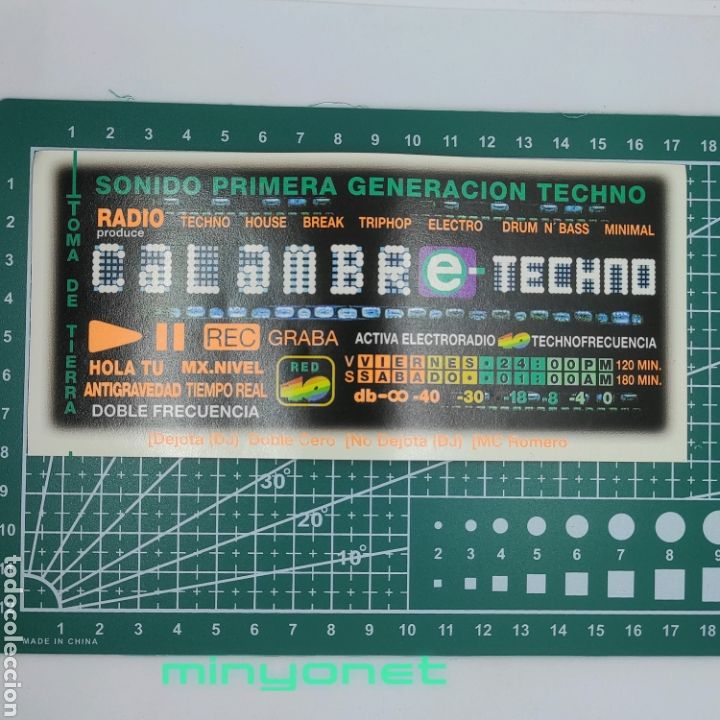 1 2 3 4 5 6 7 8 9 10 11 12 13 14 15 16 17 18
SONIDO PRIMERA GENERACION TECHNO
TOMA DE TIERRA
RADIO TECHNO HOUSE BREAK TRIPHOP ELECTRO DRUM N´BASS MINIMAL
produce
CALAMBRe-TECHNO
REC GRABA ACTIVA ELECTRORADIO 40 TECHNOFRECUENCIA
HOLA TU MX.NIVEL RED V VIERNES·24:00PM 120 MIN.
ANTIGRAVEDAD TIEMPO REAL 40 S SABADO·01:00AM 180 MIN.
DOBLE FRECUENCIA db-∞ -40 -30 -18 -8 -4 0
[Dejota (DJ) Doble Cero [No Dejota (DJ) [MC Romero
1
2
3
4
5
6
7
8
9
10
30°
20°
10°
2 3 4 5 6 7 8 9
MADE IN CHINA
1 2 3 4 5 6 7 8 9 10 11 12 13 14 15 16 17 18
minyonet
todocoleccion